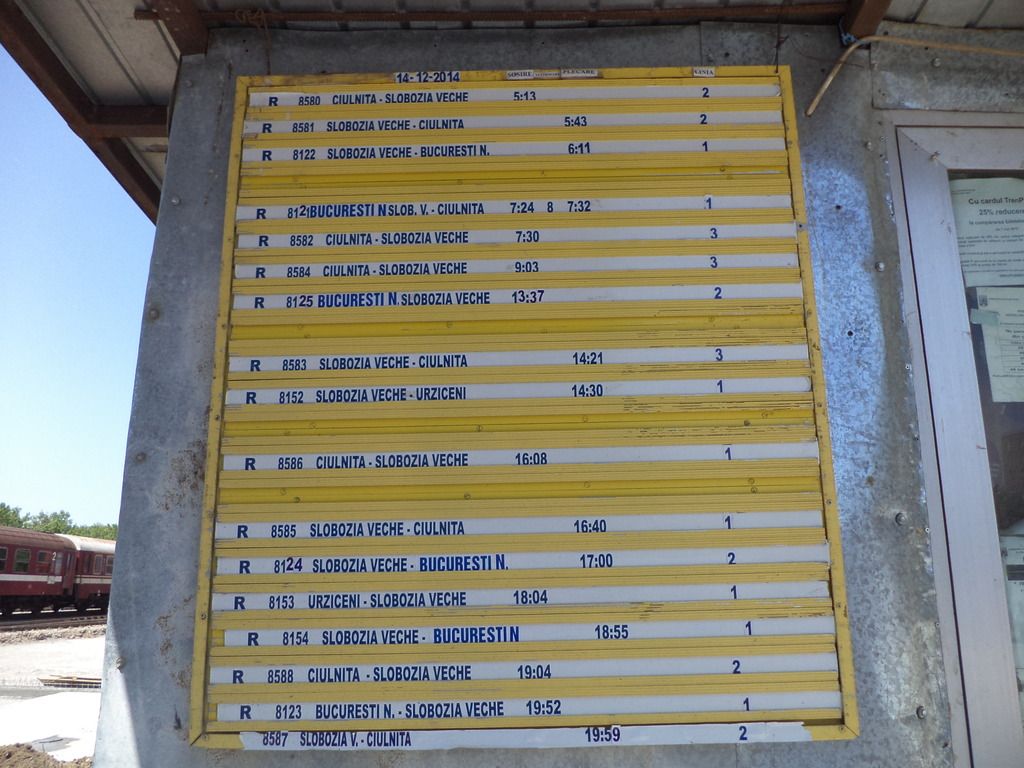 14-12-2014 SOSIRE PLECARE LINIA
R 8580 CIULNITA - SLOBOZIA VECHE 5:13 2
R 8581 SLOBOZIA VECHE - CIULNITA 5:43 2
R 8122 SLOBOZIA VECHE - BUCURESTI N. 6:11 1
R 8121 BUCURESTI N SLOB. V. - CIULNITA 7:24 8 7:32 1
R 8582 CIULNITA - SLOBOZIA VECHE 7:30 3
R 8584 CIULNITA - SLOBOZIA VECHE 9:03 3
R 8125 BUCURESTI N. SLOBOZIA VECHE 13:37 2
R 8583 SLOBOZIA VECHE - CIULNITA 14:21 3
R 8152 SLOBOZIA VECHE - URZICENI 14:30 1
R 8586 CIULNITA - SLOBOZIA VECHE 16:08 1
R 8585 SLOBOZIA VECHE - CIULNITA 16:40 1
R 8124 SLOBOZIA VECHE - BUCURESTI N. 17:00 2
R 8153 URZICENI - SLOBOZIA VECHE 18:04 1
R 8154 SLOBOZIA VECHE - BUCURESTI N 18:55 1
R 8588 CIULNITA - SLOBOZIA VECHE 19:04 2
R 8123 BUCURESTI N. - SLOBOZIA VECHE 19:52 1
8587 SLOBOZIA V. - CIULNITA 19:59 2
Cu cardul TrenP
25% reducere
2